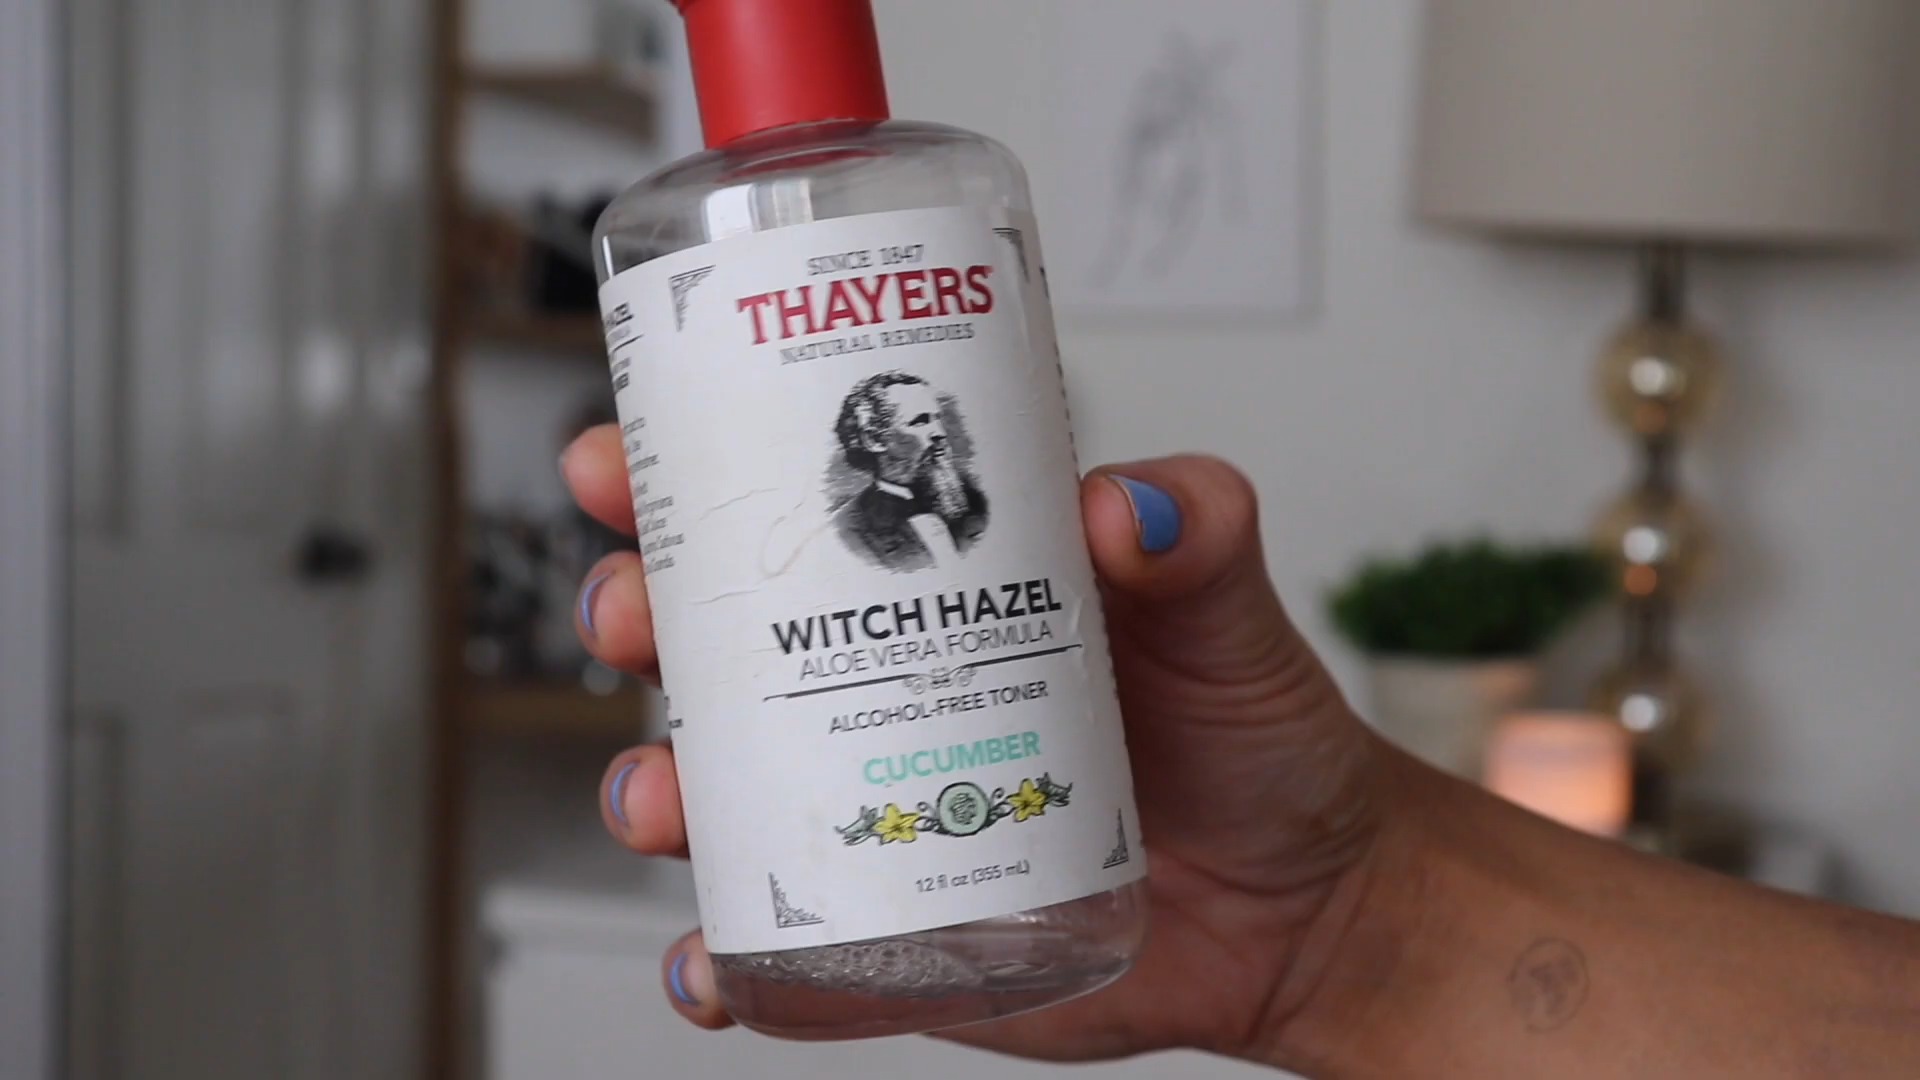 SINCE 1847
THAYERS
NATURAL REMEDIES
WITCH HAZEL
ALOE VERA FORMULA
ALCOHOL-FREE TONER
CUCUMBER
12 fl oz (355 mL)
HAZEL